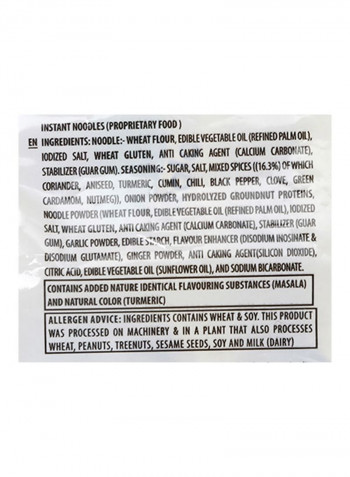 INSTANT NOODLES (PROPRIETARY FOOD )
EN INGREDIENTS: NOODLE:- WHEAT FLOUR, EDIBLE VEGETABLE OIL (REFINED PALM OIL),
IODIZED SALT, WHEAT GLUTEN, ANTI CAKING AGENT (CALCIUM CARBONATE),
STABILIZER (GUAR GUM). SEASONING:- SUGAR, SALT, MIXED SPICES ((16.3%) (OF WHICH
CORIANDER, ANISEED, TURMERIC, CUMIN, CHILI, BLACK PEPPER, CLOVE, GREEN
CARDAMOM, NUTMEG)), ONION POWDER, HYDROLYZED GROUNDNUT PROTEINS,
NOODLE POWDER (WHEAT FLOUR, EDIBLE VEGETABLE OIL (REFINED PALM OIL), IODIZED
SALT, WHEAT GLUTEN, ANTI CAKING AGENT (CALCIUM CARBONATE), STABILIZER (GUAR
GUM), GARLIC POWDER, EDIBLE STARCH, FLAVOUR ENHANCER (DISODIUM INOSINATE &
DISODIUM GLUTAMATE), GINGER POWDER, ANTI CAKING AGENT(SILICON DIOXIDE),
CITRIC ACID, EDIBLE VEGETABLE OIL (SUNFLOWER OIL), AND SODIUM BICARBONATE.
CONTAINS ADDED NATURE IDENTICAL FLAVOURING SUBSTANCES (MASALA)
AND NATURAL COLOR (TURMERIC)
ALLERGEN ADVICE: INGREDIENTS CONTAINS WHEAT & SOY. THIS PRODUCT
WAS PROCESSED ON MACHINERY & IN A PLANT THAT ALSO PROCESSES
WHEAT, PEANUTS, TREENUTS, SESAME SEEDS, SOY AND MILK (DAIRY)